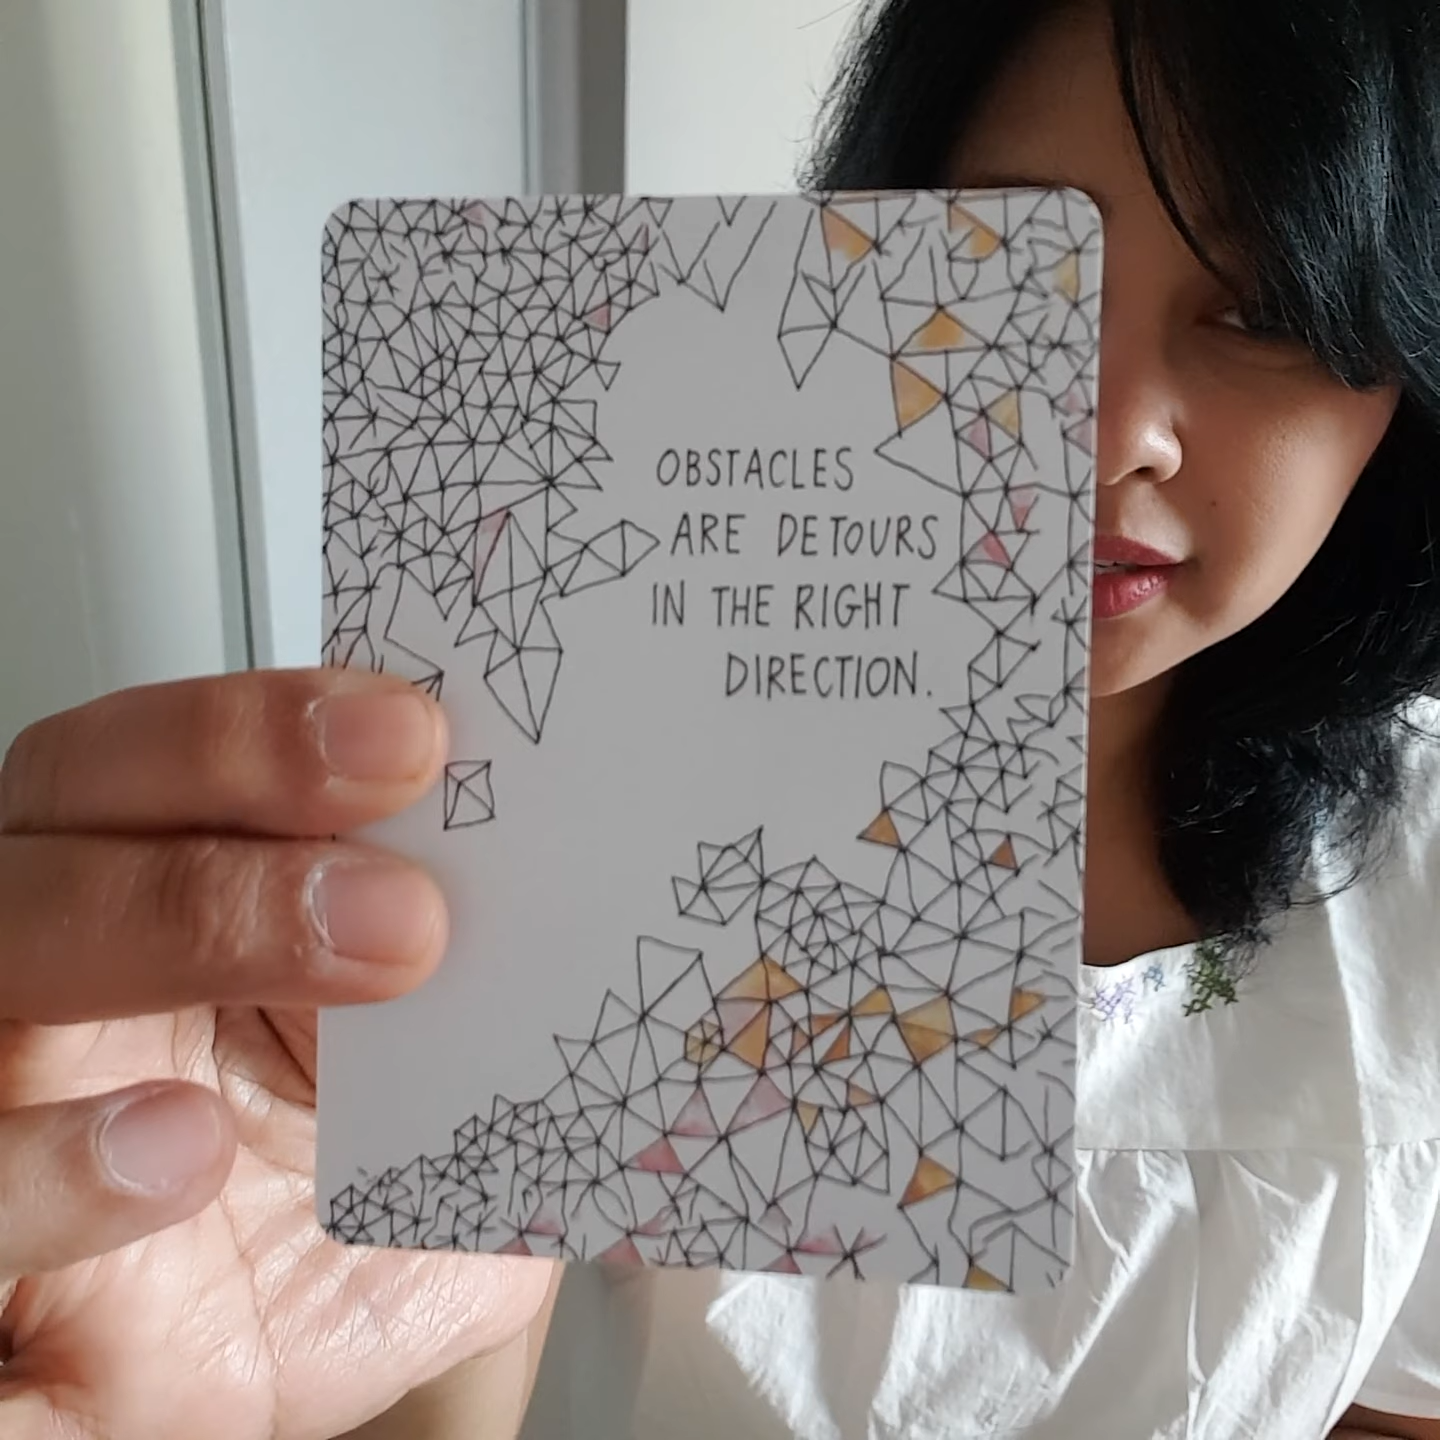 OBSTACLES
ARE DETOURS
IN THE RIGHT
DIRECTION.